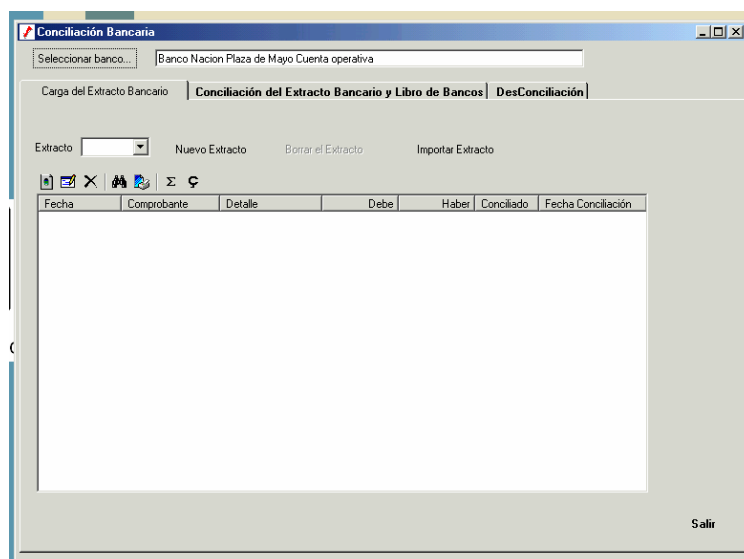 Conciliación Bancaria
Seleccionar banco... Banco Nacion Plaza de Mayo Cuenta operativa
Carga del Extracto Bancario Conciliación del Extracto Bancario y Libro de Bancos DesConciliación
Extracto Nuevo Extracto Borrar el Extracto Importar Extracto
Σ Ç
Fecha Comprobante Detalle Debe Haber Conciliado Fecha Conciliación
Salir